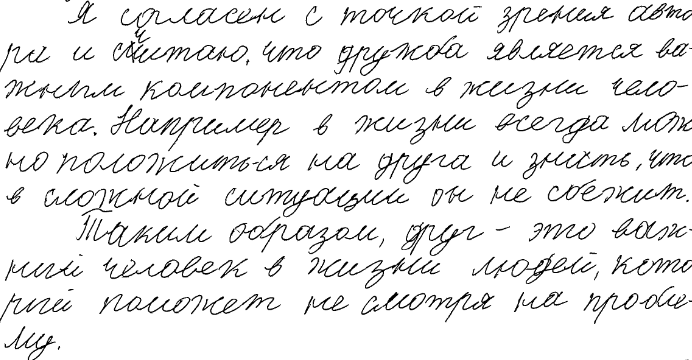 Я согласен с точкой зрения авто
ра и считаю, что дружба является ва-
жным компонентом в жизни чело-
века. Например в жизни всегда мож
но положиться на друга и знать, что
в сложной ситуации он не сбежит.
Таким образом, друг - это важ-
ный человек в жизни людей, кото
рый поможет не смотря на пробле-
му.